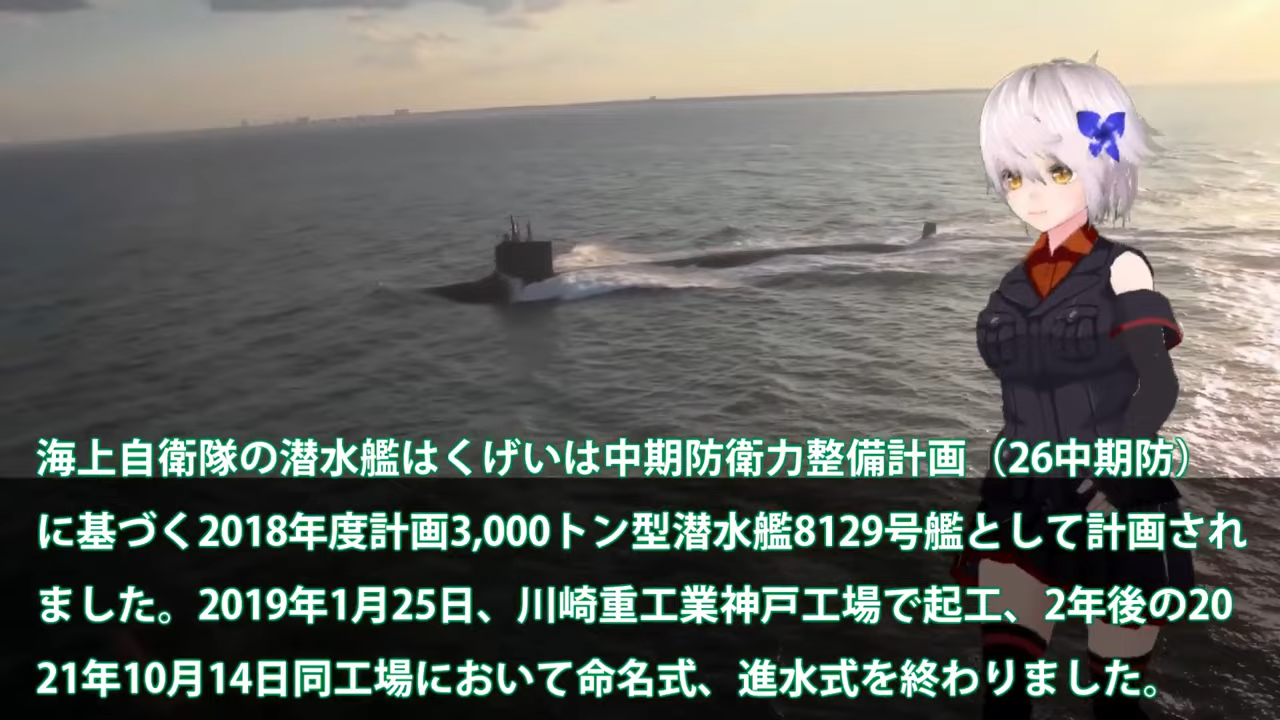 海上自衛隊の潜水艦はくげいは中期防衛力整備計画（26中期防）
に基づく2018年度計画3,000トン型潜水艦8129号艦として計画され
ました。2019年1月25日、川崎重工業神戸工場で起工、2年後の20
21年10月14日同工場において命名式、進水式を終わりました。